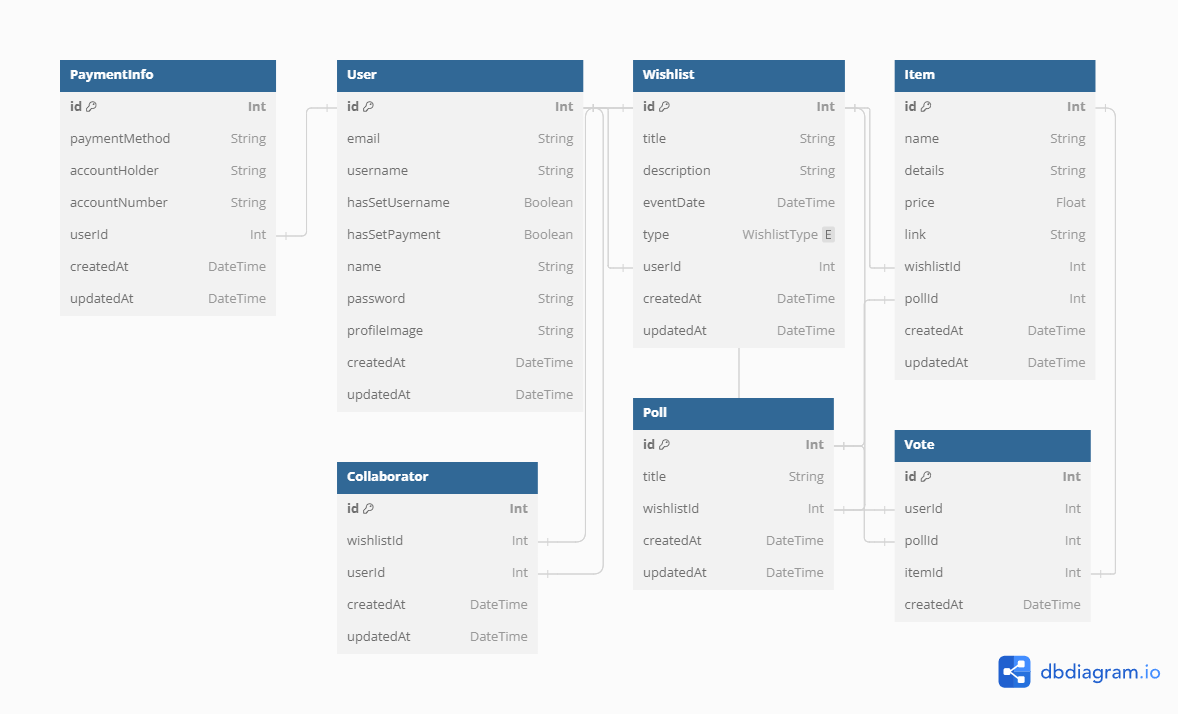 PaymentInfo
id Int
paymentMethod String
accountHolder String
accountNumber String
userId Int
createdAt DateTime
updatedAt DateTime
User
id Int
email String
username String
hasSetUsername Boolean
hasSetPayment Boolean
name String
password String
profileImage String
createdAt DateTime
updatedAt DateTime
Wishlist
id Int
title String
description String
eventDate DateTime
type WishlistType E
userId Int
createdAt DateTime
updatedAt DateTime
Item
id Int
name String
details String
price Float
link String
wishlistId Int
pollId Int
createdAt DateTime
updatedAt DateTime
Collaborator
id Int
wishlistId Int
userId Int
createdAt DateTime
updatedAt DateTime
Poll
id Int
title String
wishlistId Int
createdAt DateTime
updatedAt DateTime
Vote
id Int
userId Int
pollId Int
itemId Int
createdAt DateTime
dbdiagram.io